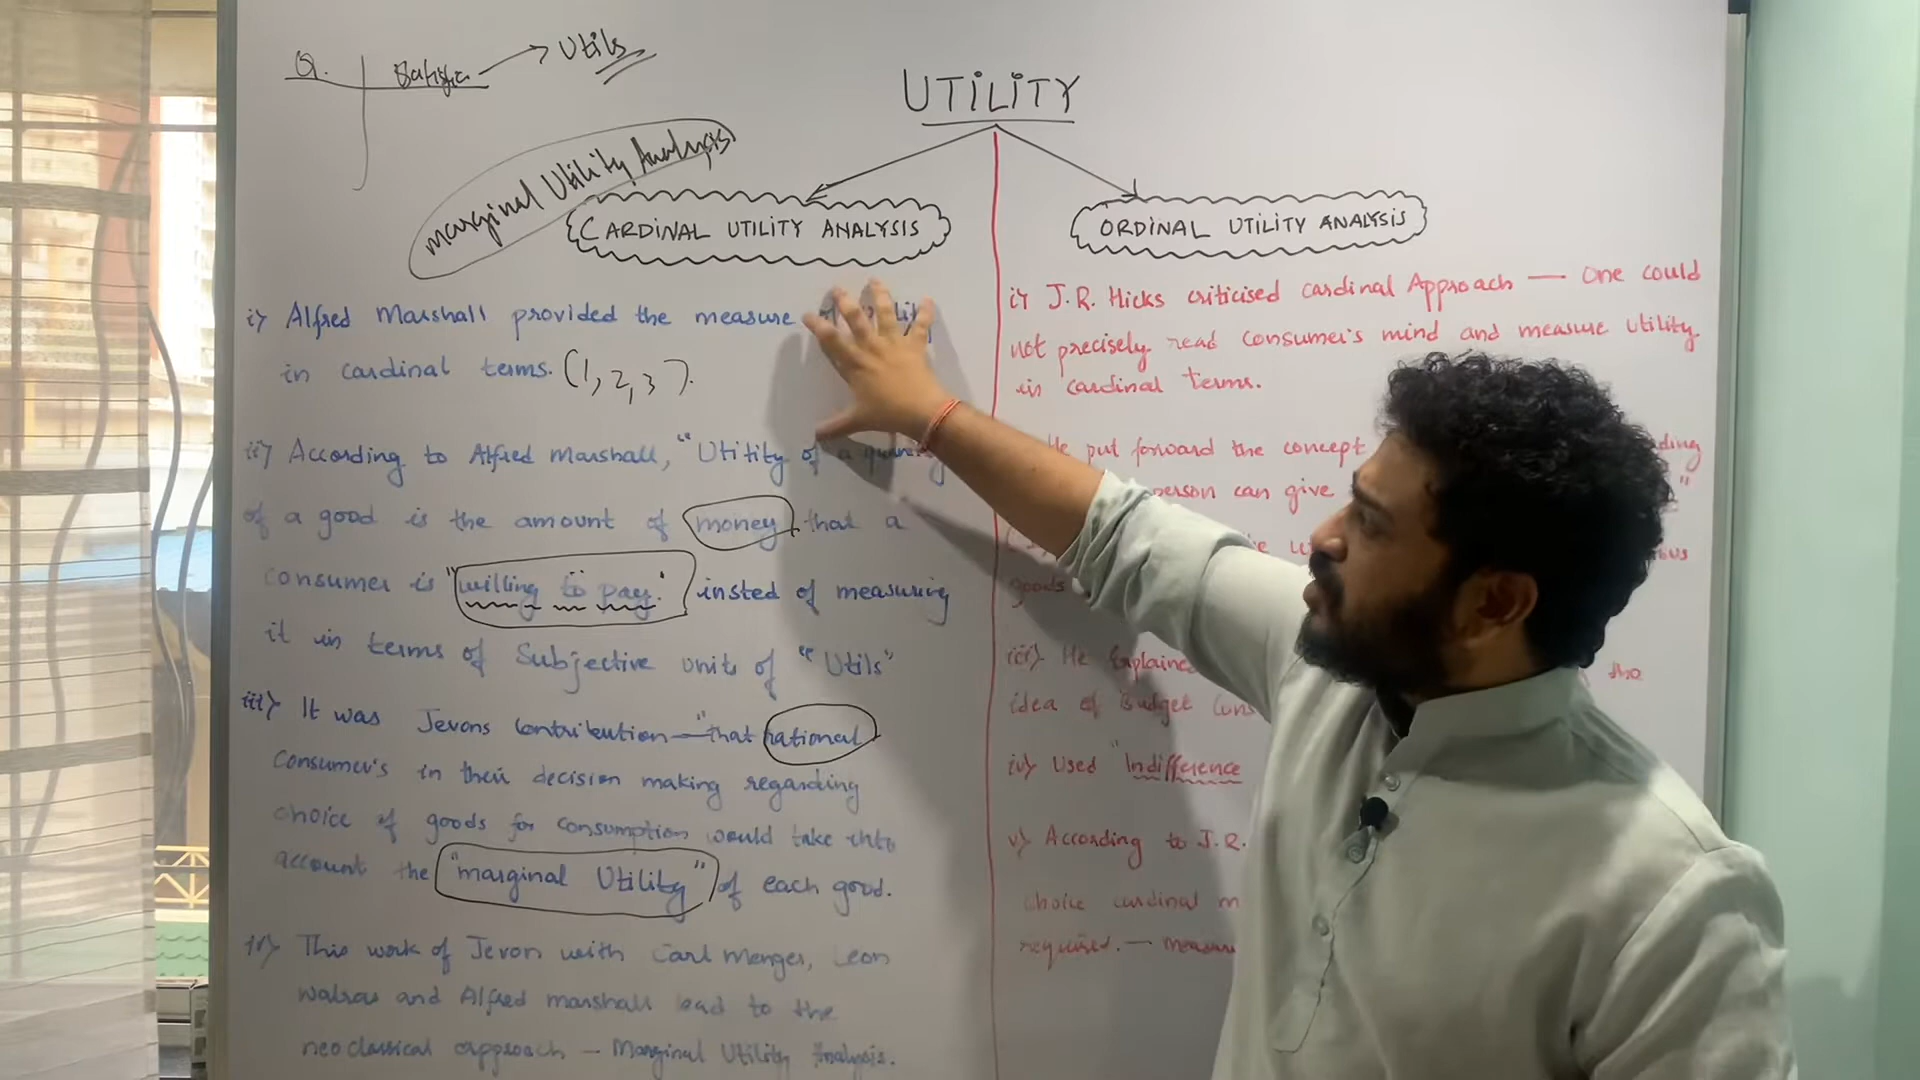 Q.
Utils
UTILITY
Marginal Utility Analysis
CARDINAL UTILITY ANALYSIS
i) Alfred Marshall provided the measure of utility
in cardinal terms. (1, 2, 3).
ii) According to Alfred Marshall, "Utitity of a quantity
of a good is the amount of money that a
consumer is "willing to pay." insted of measuring
it in terms of Subjective unit of "Utils"
iii) It was Jevons Contribution — "that rational
Consumer's in their decision making regarding
choice of goods for consumption would take into
account the "marginal Utility" of each good.
iv) This work of Jevon with Carl Menger, Leon
Walras and Alfred marshall lead to the
neoclassical approach — Marginal Utility Analysis.
ORDINAL UTILITY ANALYSIS
i) J.R. Hicks criticised cardinal Approach — One could
not precisely read consumer's mind and measure utility
in cardinal terms.
He put forward the concept
person can give "
goods
iii) He Explained the
idea of Budget
iv) Used "Indifference
v) According to J.R.
choice cardinal
required. —